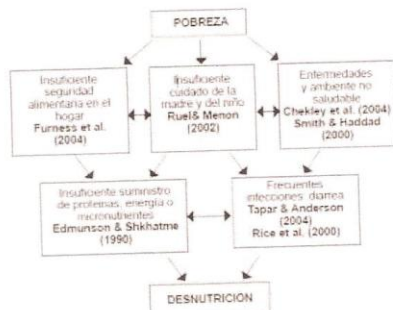 POBREZA
Insuficiente
seguridad
alimentaria en el
hogar
Furness et al.
(2004)
Insuficiente
cuidado de la
madre y del niño
Ruel& Menon
(2002)
Enfermedades
y ambiente no
saludable
Chekley et al. (2004)
Smith & Haddad
(2000)
Insuficiente suministro
de proteinas, energía o
micronutrientes
Edmunson & Shkhatme
(1990)
Frecuentes
infecciones: diarrea
Tapar & Anderson
(2004)
Rice et al. (2000)
DESNUTRICION